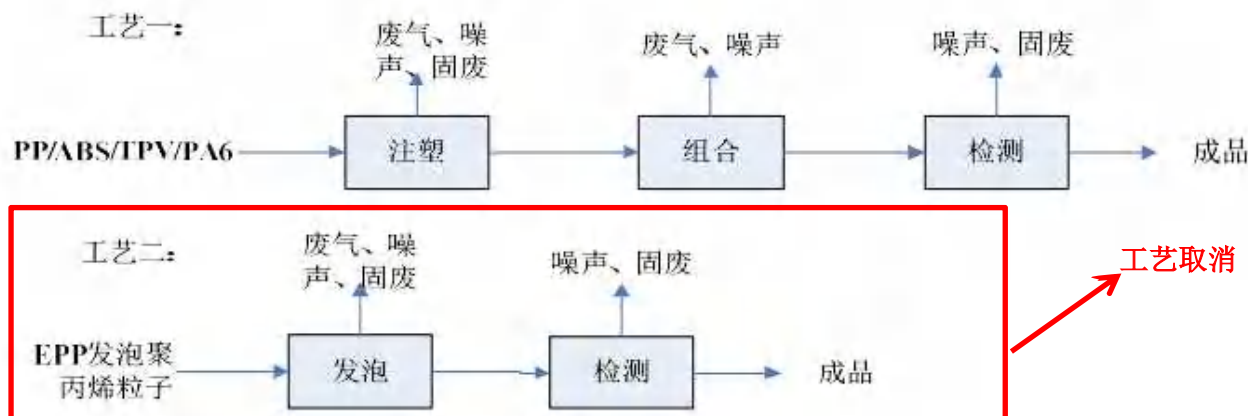 工艺一：
废气、噪
声、固废
废气、噪声
噪声、固废
PP/ABS/TPV/PA6
注塑
组合
检测
成品
工艺二：
废气、噪
声、固废
噪声、固废
工艺取消
EPP发泡聚
丙烯粒子
发泡
检测
成品